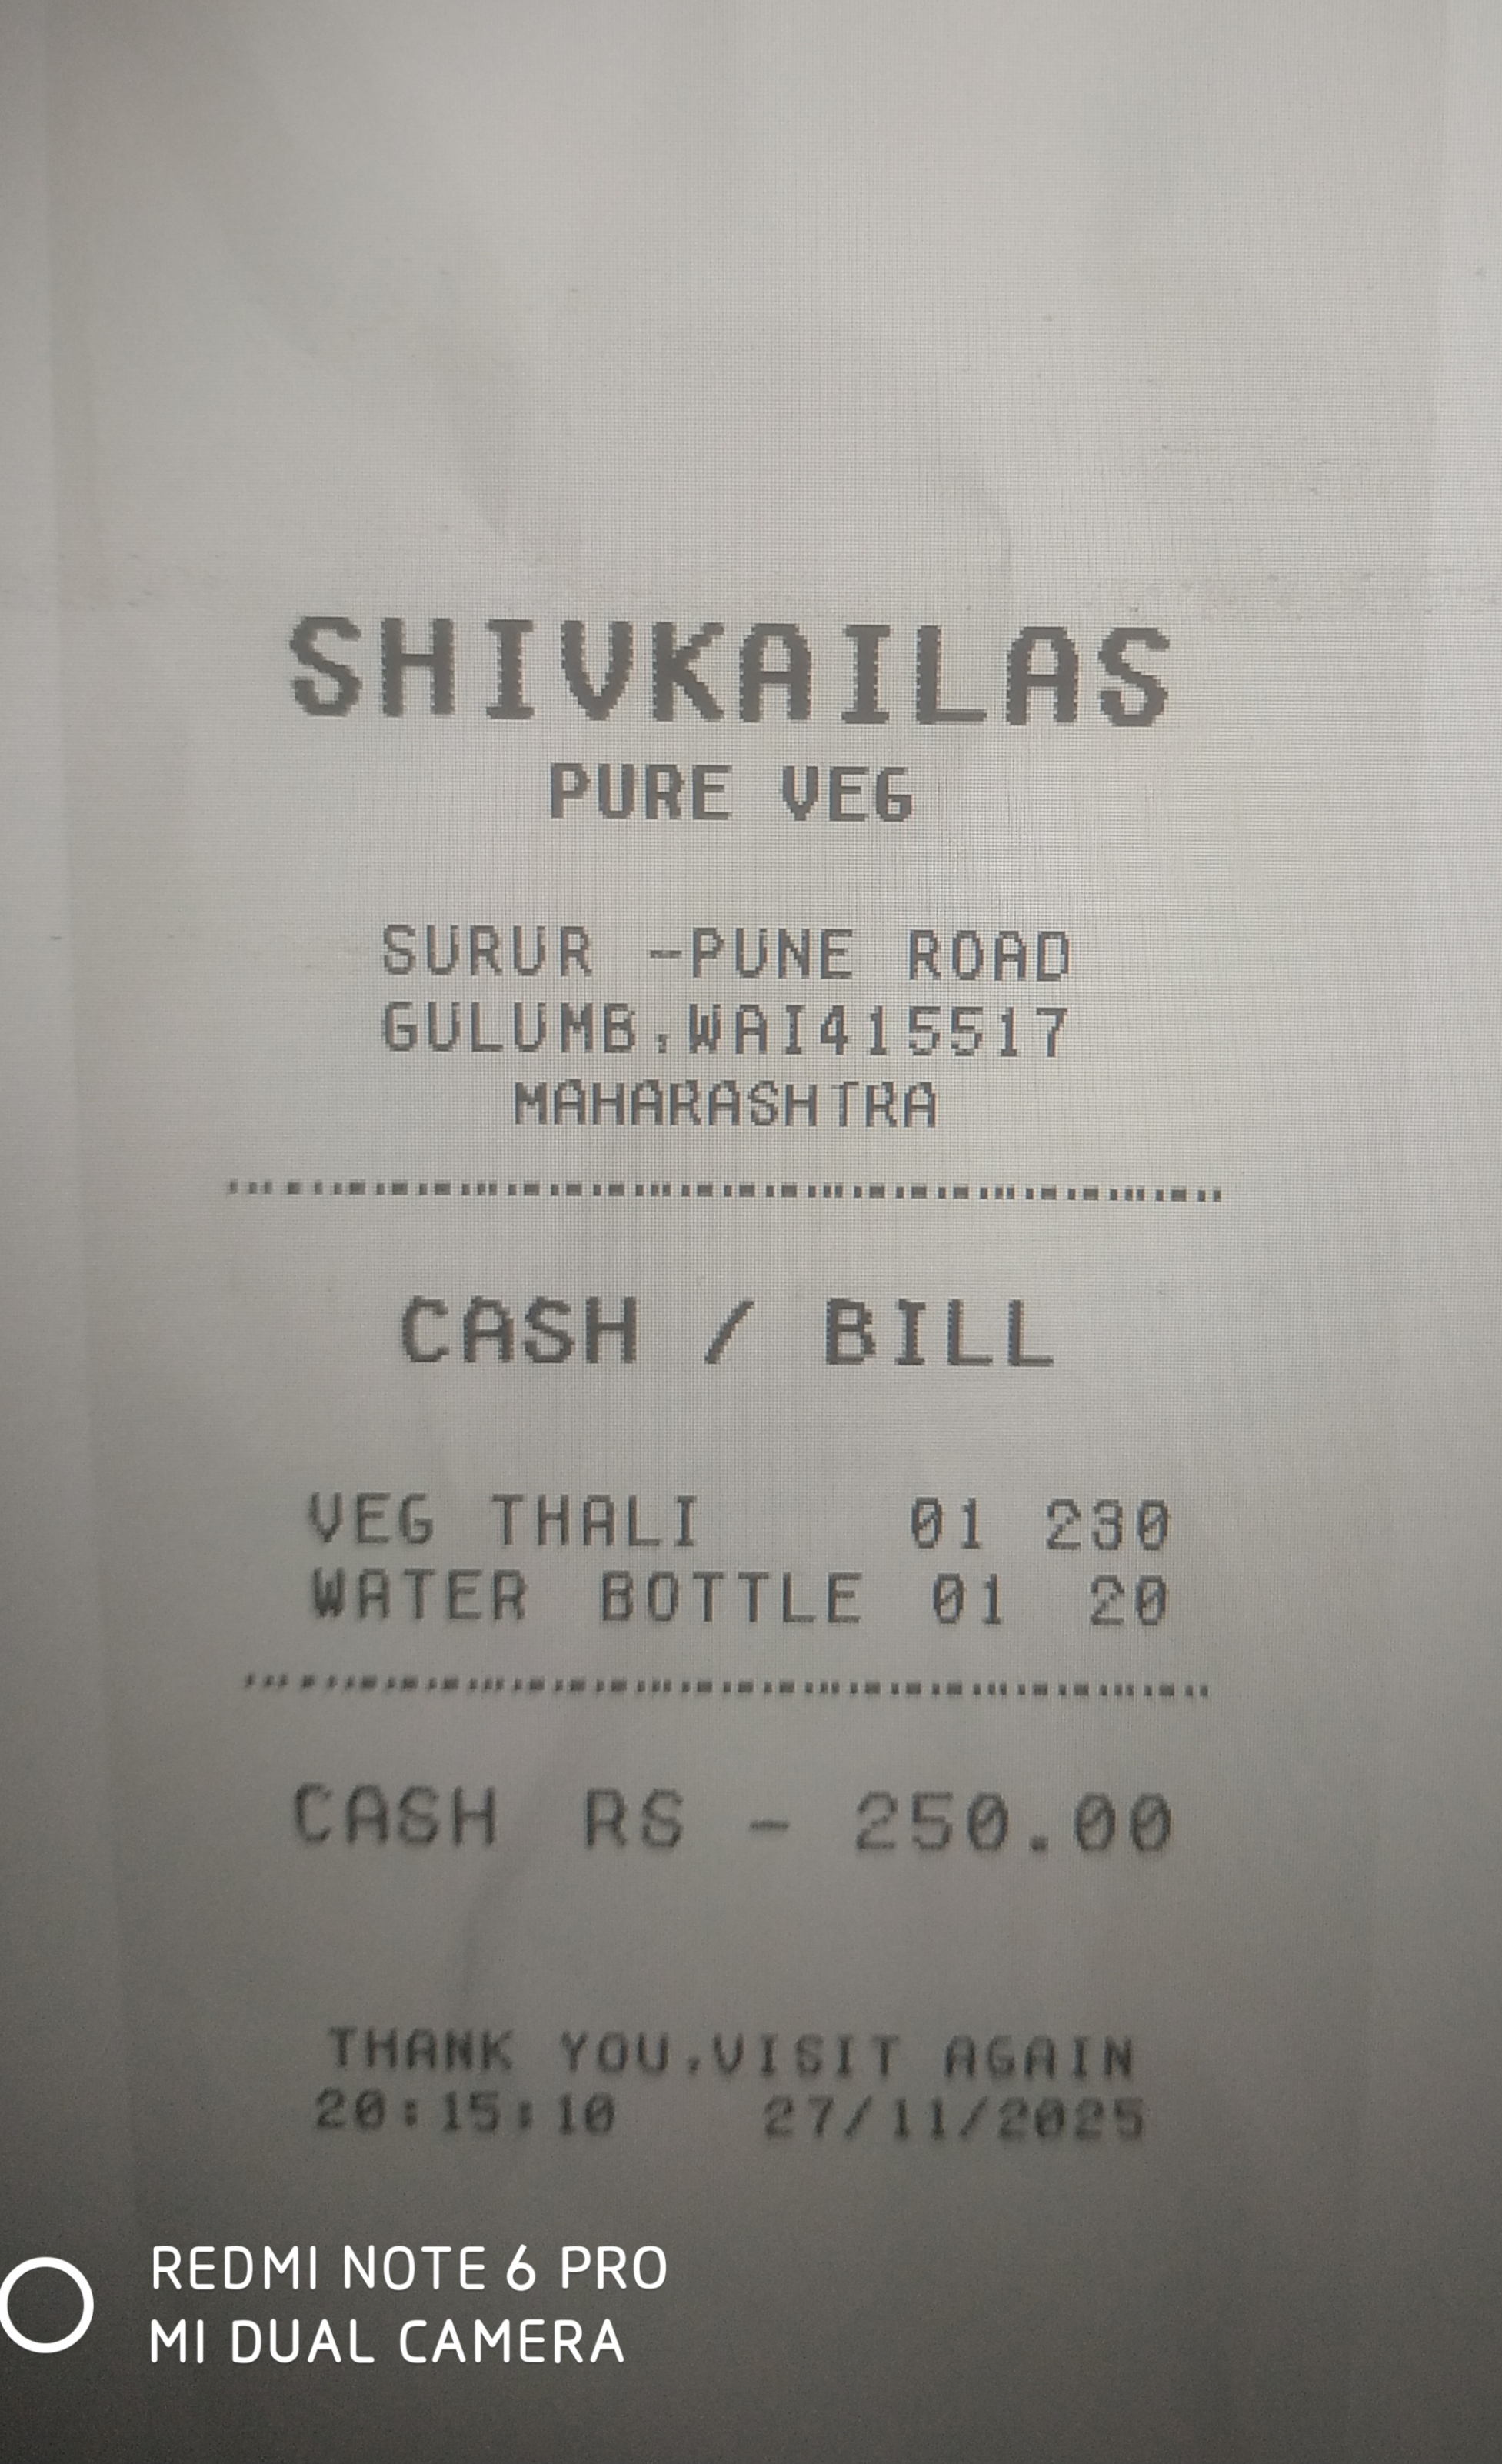 SHIVKAILAS
PURE VEG
SURUR -PUNE ROAD
GULUMB,WAI415517
MAHARASHTRA
CASH / BILL
VEG THALI 01 230
WATER BOTTLE 01 20
CASH RS - 250.00
THANK YOU,VISIT AGAIN
20:15:10 27/11/2025
REDMI NOTE 6 PRO
MI DUAL CAMERA